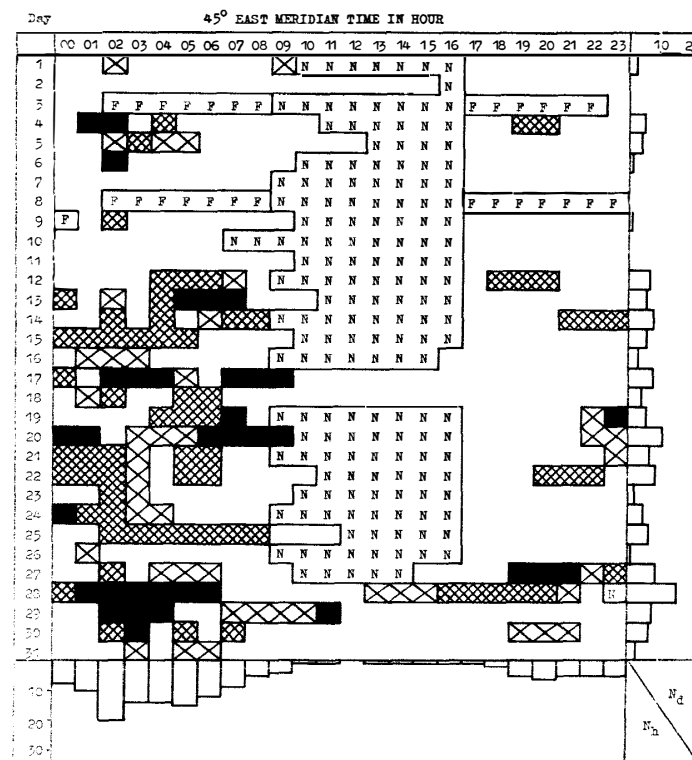 Day 45° EAST MERIDIAN TIME IN HOUR
00 01 02 03 04 05 06 07 08 09 10 11 12 13 14 15 16 17 18 19 20 21 22 23 10 2
1 N N N N N N N
2 N
3 F F F F F F F N N N N N N N N F F F F F F
4 N N N N N N
5 N N N N
6 N N N N N N N
7 N N N N N N N N
8 F F F F F F F N N N N N N N N F F F F F F F
9 F N N N N N N N
10 N N N N N N N N N N
11 N N N N N N N
12 N N N N N N N N
13 N N N N N N
14 N N N N N N N N
15 N N N N N N N
16 N N N N N N N
17
18
19 N N N N N N N N
20 N N N N N N N
21 N N N N N N N N
22 N N N N N N
23 N N N N N N N
24 N N N N N N N N
25 N N N N N
26 N N N N N N N N
27 N N N N N
28 N
29
30
31
10
20
30
N_d
N_h